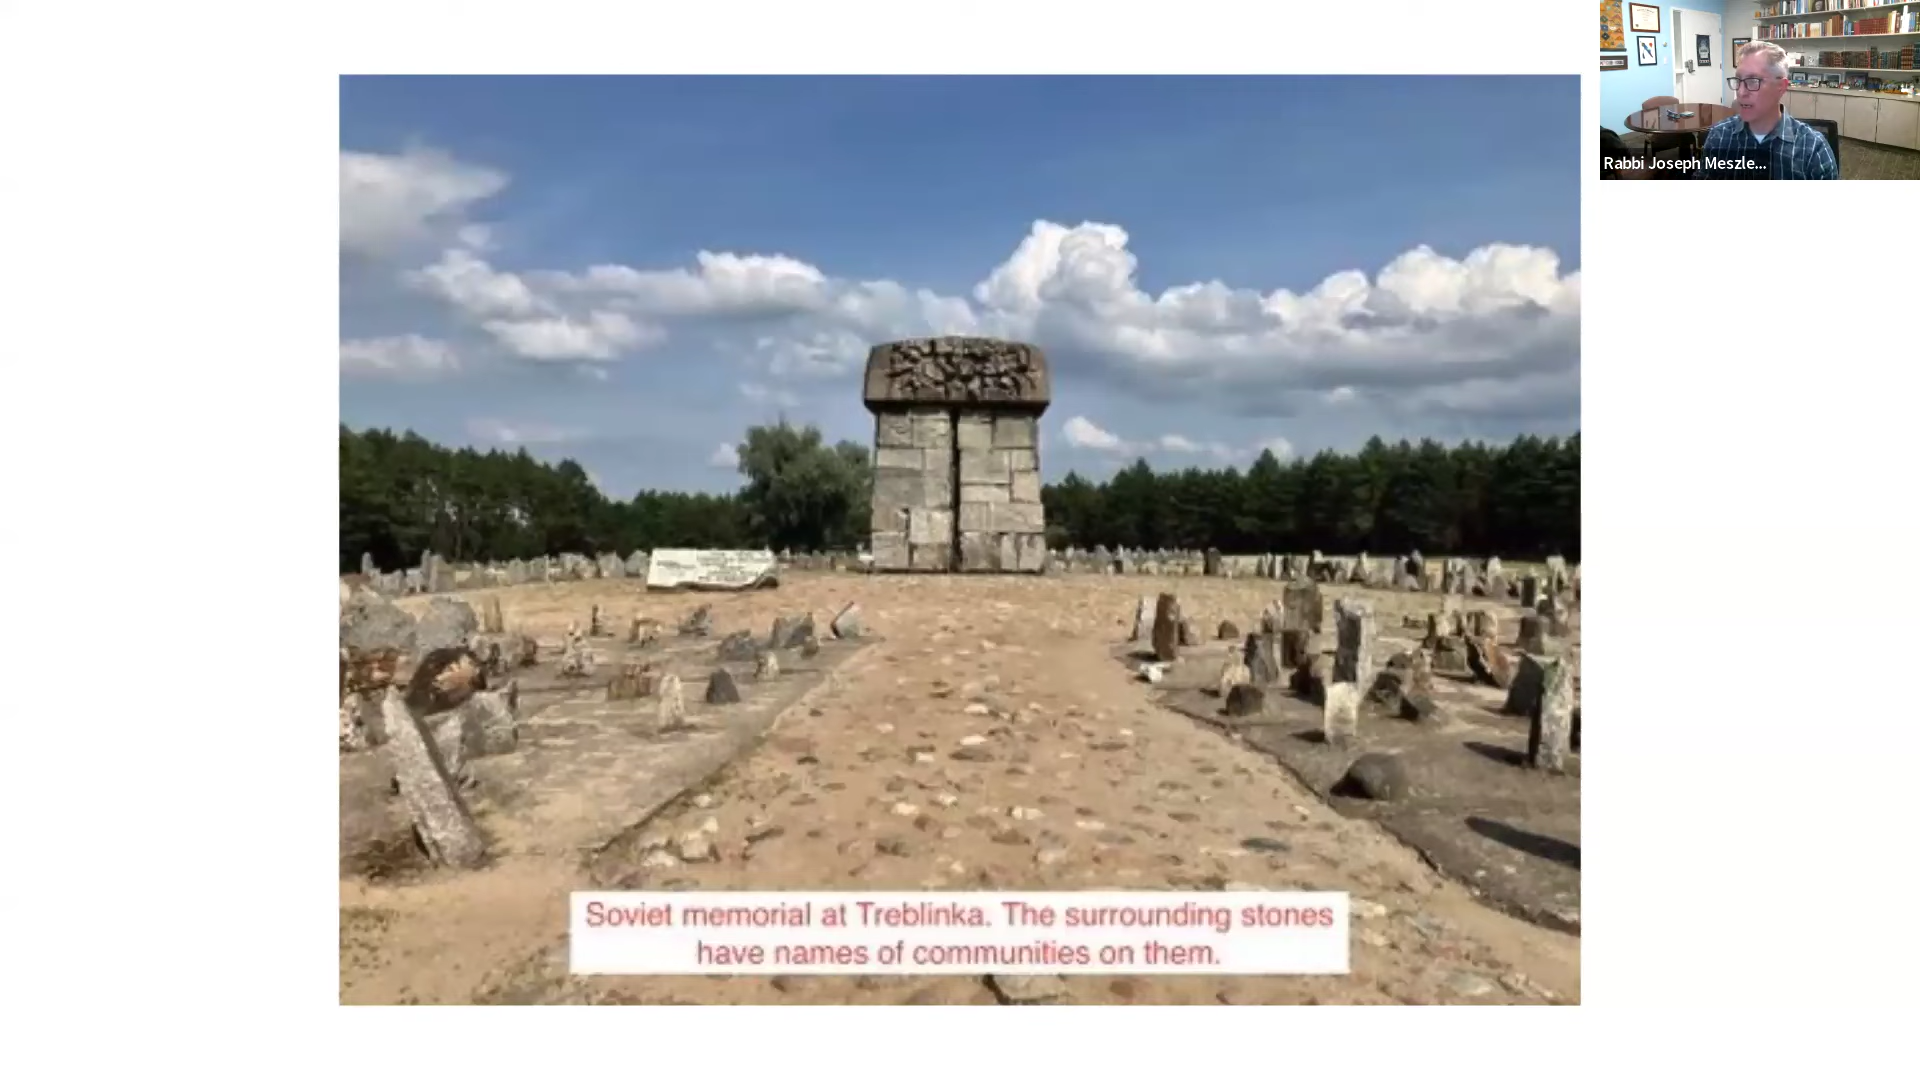 Rabbi Joseph Meszle...
Soviet memorial at Treblinka. The surrounding stones
have names of communities on them.